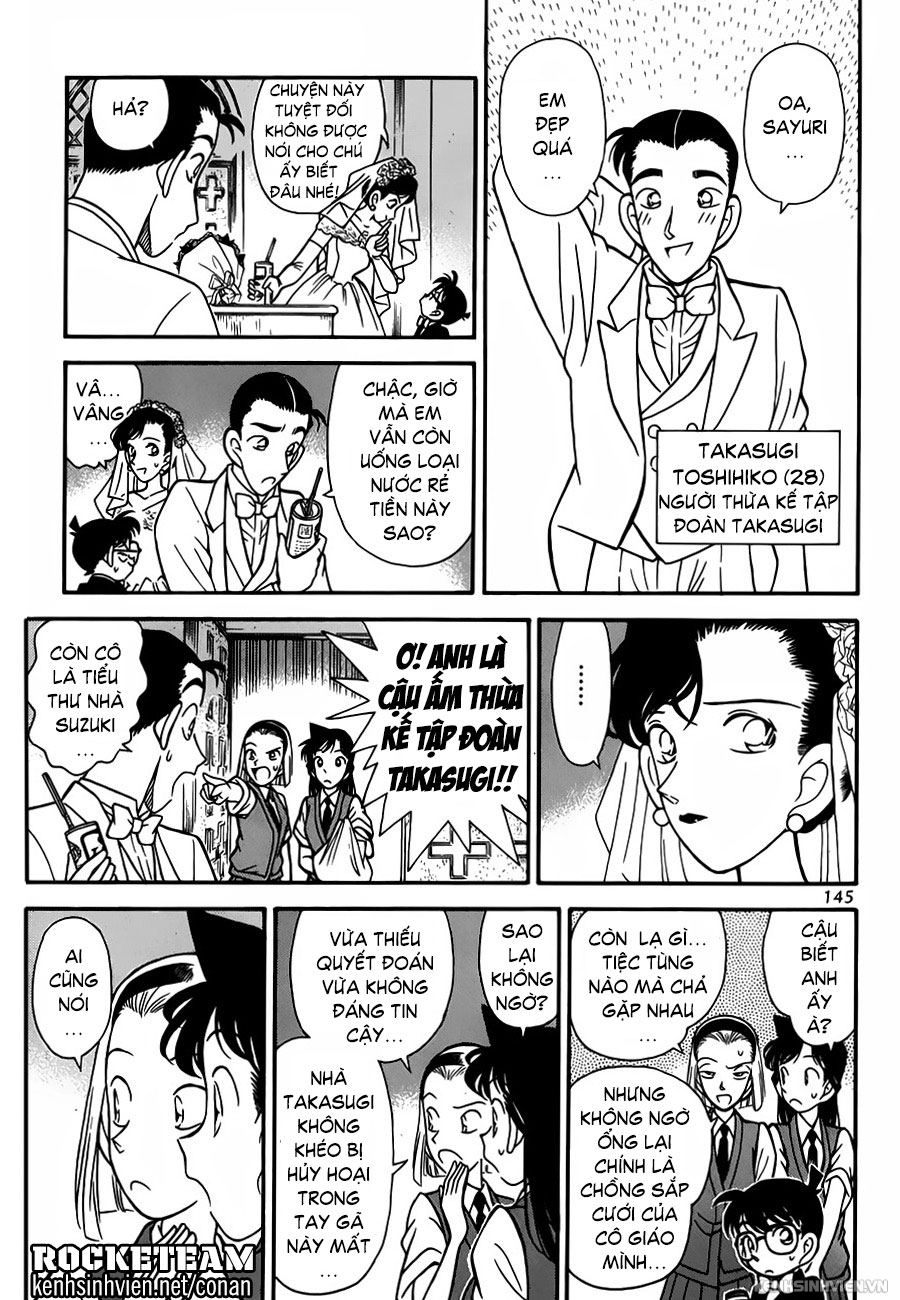 OA,
SAYURI
...
EM
ĐẸP
QUÁ
...
TAKASUGI
TOSHIHIKO (28)
NGƯỜI THỪA KẾ TẬP
ĐOÀN TAKASUGI
CHUYỆN NÀY
TUYỆT ĐỐI
KHÔNG ĐƯỢC
NÓI CHO CHÚ
ẤY BIẾT
ĐÂU NHÉ!
HẢ?
CHẬC, GIỜ
MÀ EM
VẪN CÒN
UỐNG LOẠI
NƯỚC RẺ
TIỀN NÀY
SAO?
VÂ...
VÂNG
...
.........
Ơ! ANH LÀ
CẬU ẤM THỪA
KẾ TẬP ĐOÀN
TAKASUGI!!
CÒN CÔ
LÀ TIỂU
THƯ NHÀ
SUZUKI
...
145
CẬU
BIẾT
ANH
ẤY
À?
CÒN LẠ GÌ...
TIỆC TÙNG
NÀO MÀ CHẢ
GẶP NHAU
...
NHƯNG
KHÔNG NGỜ
ỔNG LẠI
CHÍNH LÀ
CHỒNG SẮP
CƯỚI CỦA
CÔ GIÁO
MÌNH...
SAO
LẠI
KHÔNG
NGỜ?
VỪA THIẾU
QUYẾT ĐOÁN
VỪA KHÔNG
ĐÁNG TIN
CẬY...
NHÀ
TAKASUGI
KHÔNG
KHÉO BỊ
HỦY HOẠI
TRONG
TAY GÃ
NÀY MẤT
...
AI
CŨNG
NÓI
...
ROCKETEAM
kenhsinhvien.net/conan
KENHSINHVIEN.VN